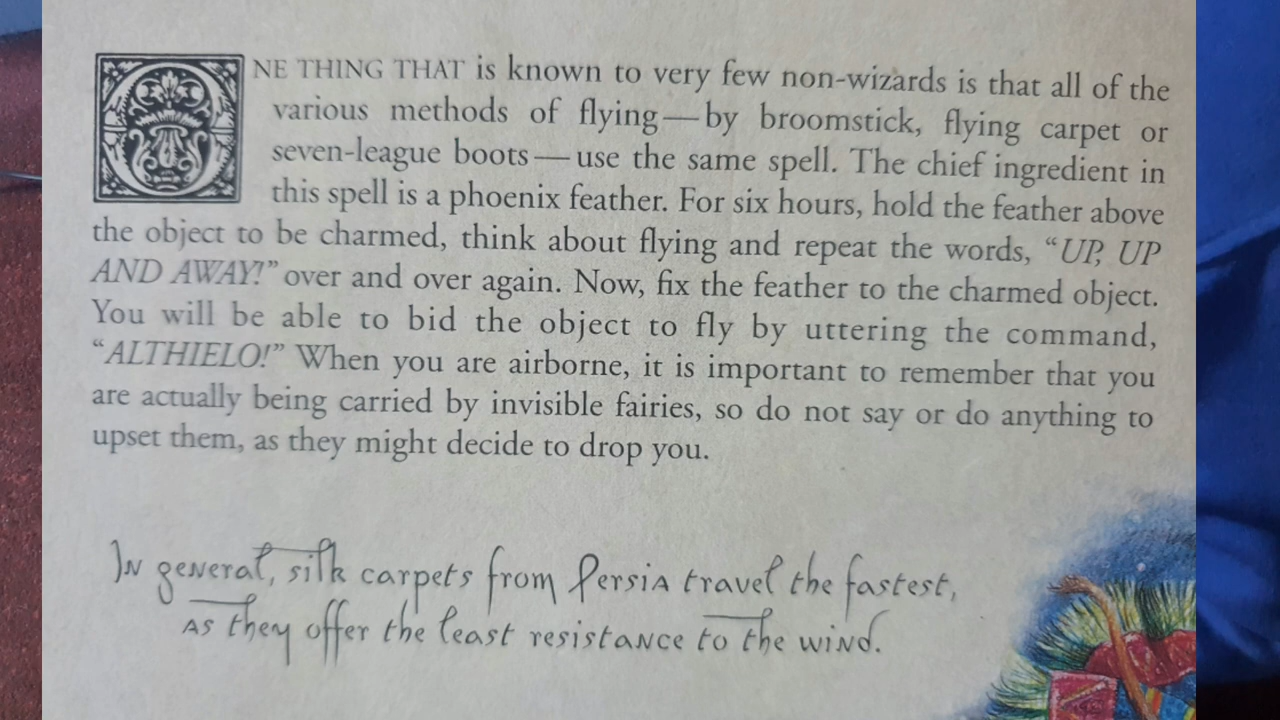 ONE THING THAT is known to very few non-wizards is that all of the
various methods of flying—by broomstick, flying carpet or
seven-league boots—use the same spell. The chief ingredient in
this spell is a phoenix feather. For six hours, hold the feather above
the object to be charmed, think about flying and repeat the words, “UP, UP
AND AWAY!” over and over again. Now, fix the feather to the charmed object.
You will be able to bid the object to fly by uttering the command,
“ALTHIELO!” When you are airborne, it is important to remember that you
are actually being carried by invisible fairies, so do not say or do anything to
upset them, as they might decide to drop you.
In general, silk carpets from Persia travel the fastest,
as they offer the least resistance to the wind.